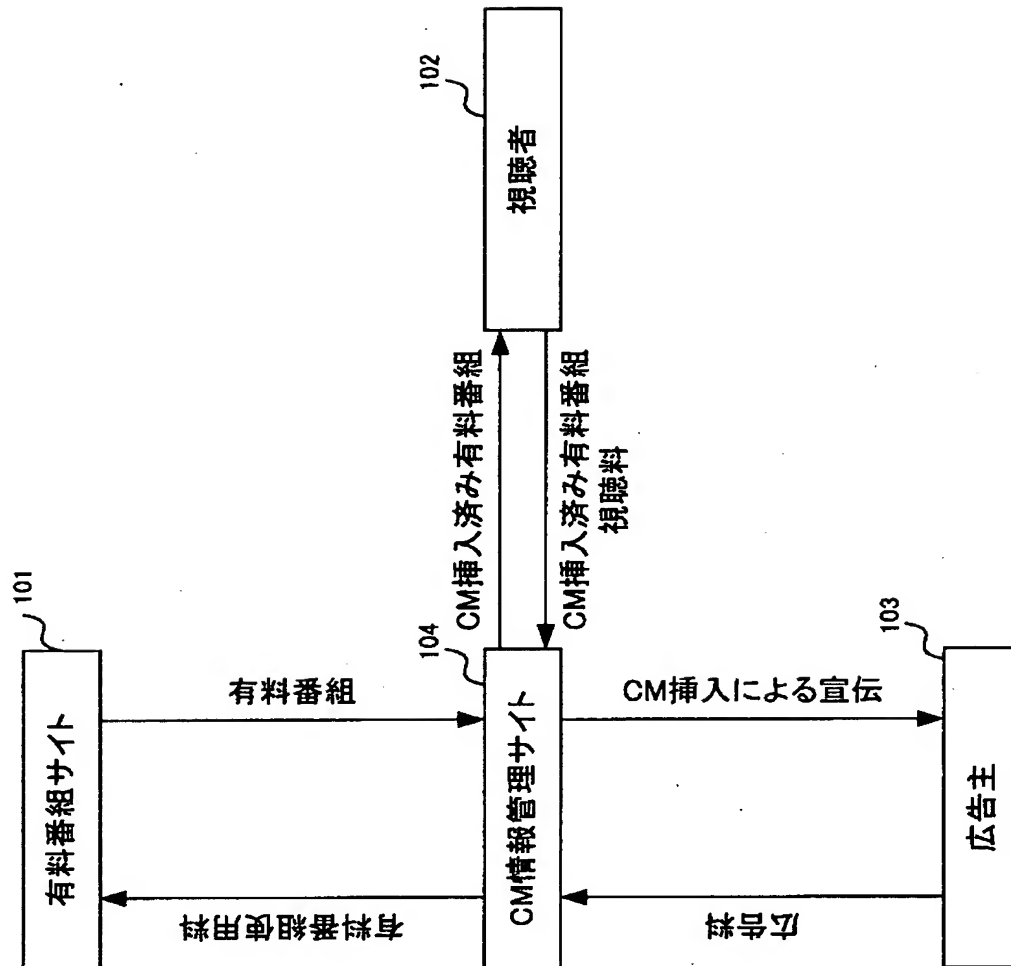 101
有料番組サイト
有料番組
有料番組使用料
102
視聴者
CM挿入済み有料番組
CM挿入済み有料番組
視聴料
104
CM情報管理サイト
CM挿入による宣伝
広告料
103
広告主